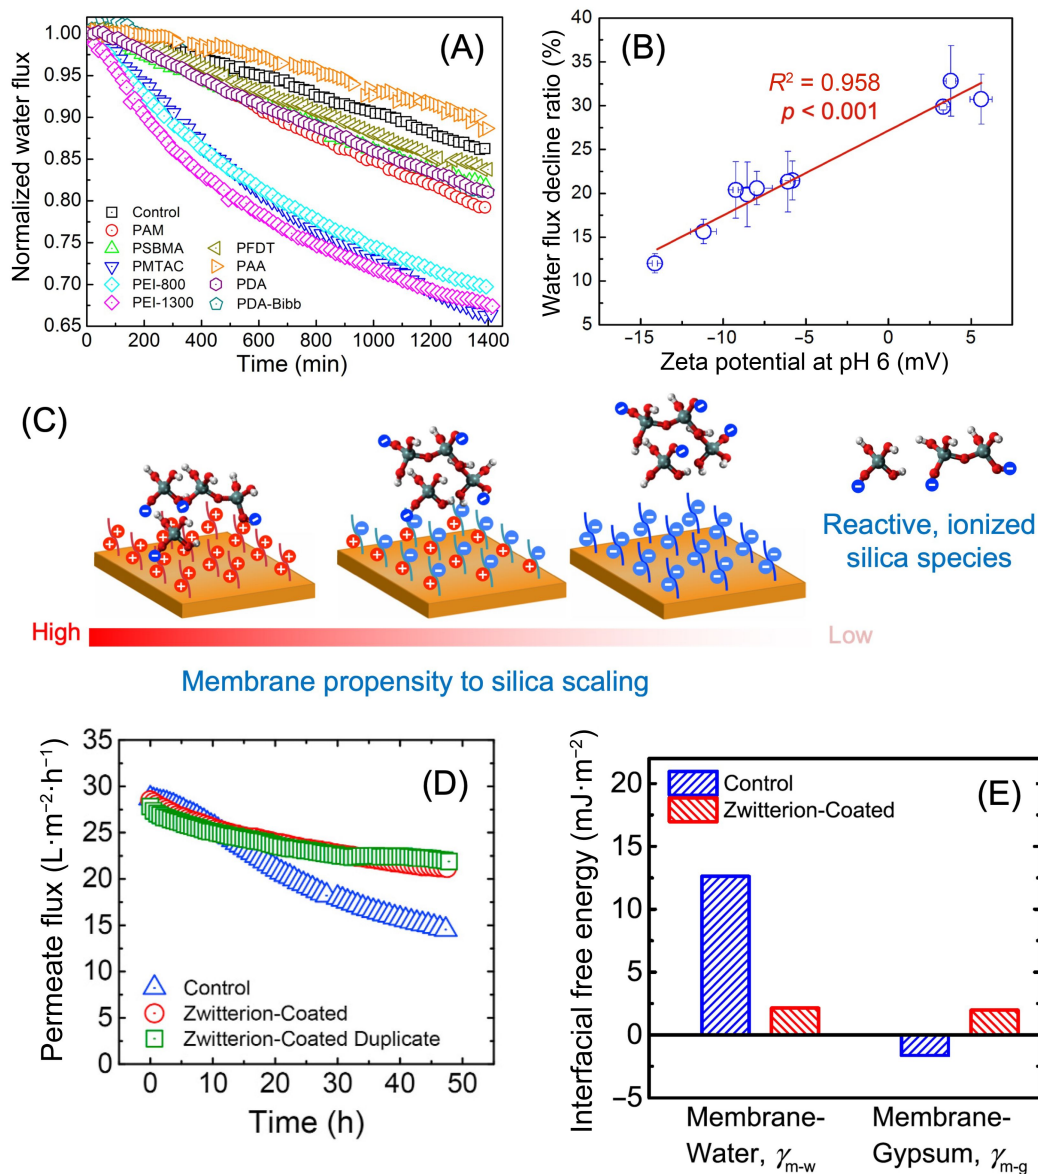 (A)
1.00
0.95
0.90
0.85
0.80
0.75
0.70
0.65
Normalized water flux
Control
PAM
PSBMA
PMTAC
PEI-800
PEI-1300
PFDT
PAA
PDA
PDA-Bibb
0 200 400 600 800 1000 1200 1400
Time (min)
(B)
40
35
30
25
20
15
10
5
0
Water flux decline ratio (%)
R² = 0.958
p < 0.001
−15 −10 −5 0 5
Zeta potential at pH 6 (mV)
(C)
Reactive, ionized
silica species
High
Low
Membrane propensity to silica scaling
(D)
35
30
25
20
15
10
5
0
Permeate flux (L·m⁻²·h⁻¹)
Control
Zwitterion-Coated
Zwitterion-Coated Duplicate
0 10 20 30 40 50
Time (h)
(E)
20
15
10
5
0
−5
Interfacial free energy (mJ·m⁻²)
Control
Zwitterion-Coated
Membrane-
Water, γm-w
Membrane-
Gypsum, γm-g